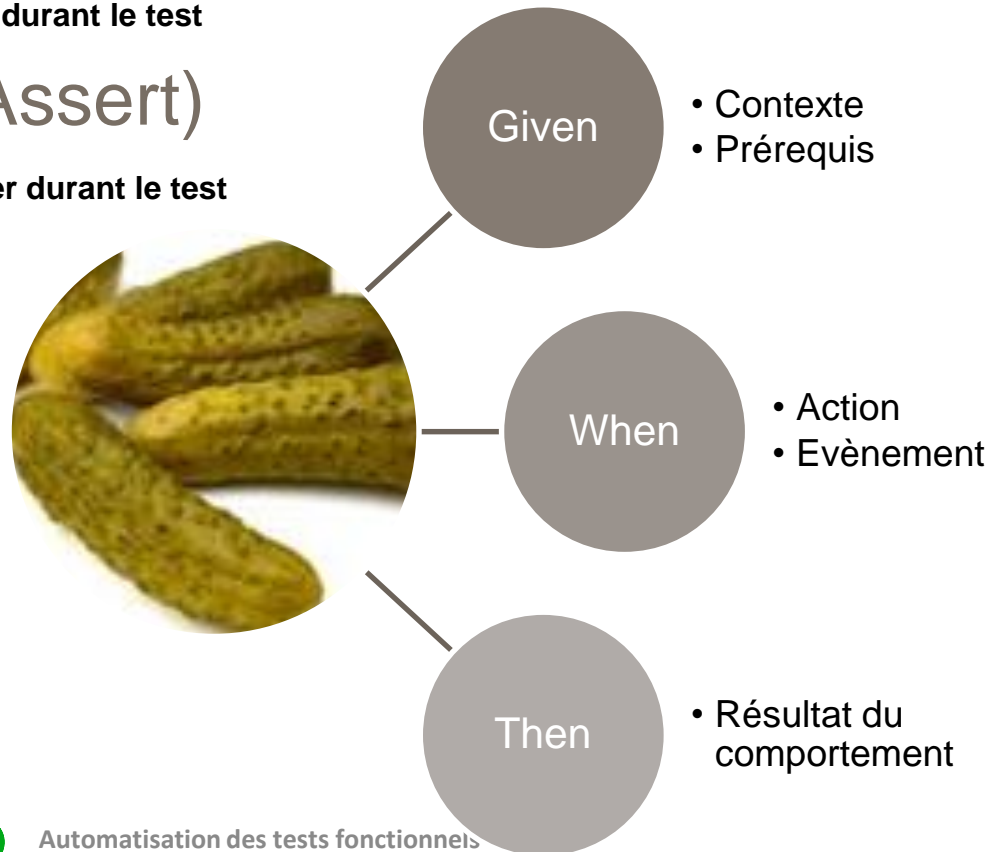 durant le test
Assert)
er durant le test
Given
• Contexte
• Prérequis
When
• Action
• Evènement
Then
• Résultat du
comportement
Automatisation des tests fonctionnels